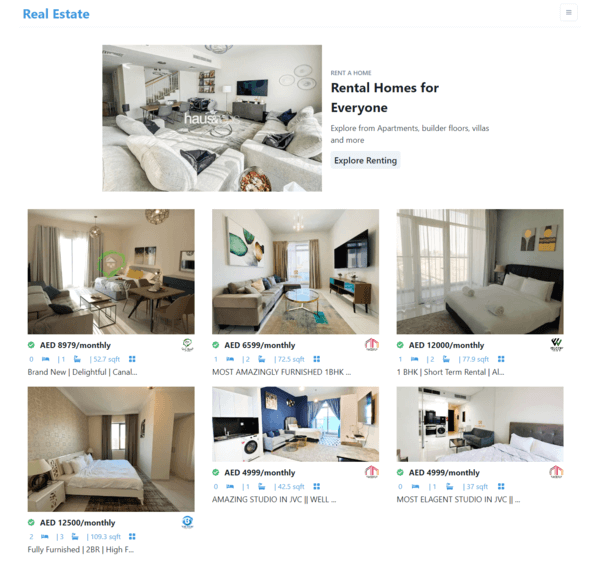 Real Estate
haus
RENT A HOME
Rental Homes for
Everyone
Explore from Apartments, builder floors, villas
and more
Explore Renting
AED 8979/monthly
0 | 1 | 52.7 sqft
Brand New | Delightful | Canal...
AED 6599/monthly
1 | 2 | 72.5 sqft
MOST AMAZINGLY FURNISHED 1BHK ...
AED 12000/monthly
1 | 2 | 77.9 sqft
1 BHK | Short Term Rental | Al...
AED 12500/monthly
2 | 3 | 109.3 sqft
Fully Furnished | 2BR | High F...
AED 4999/monthly
0 | 1 | 42.5 sqft
AMAZING STUDIO IN JVC || WELL ...
AED 4999/monthly
0 | 1 | 37 sqft
MOST ELAGENT STUDIO IN JVC || ...